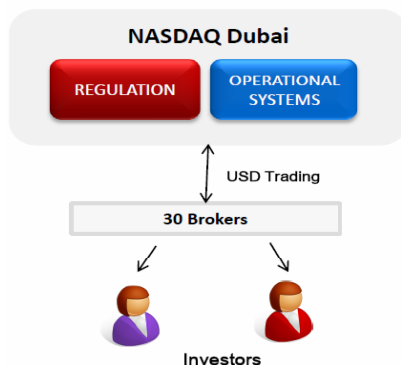 NASDAQ Dubai
REGULATION
OPERATIONAL
SYSTEMS
USD Trading
30 Brokers
Investors